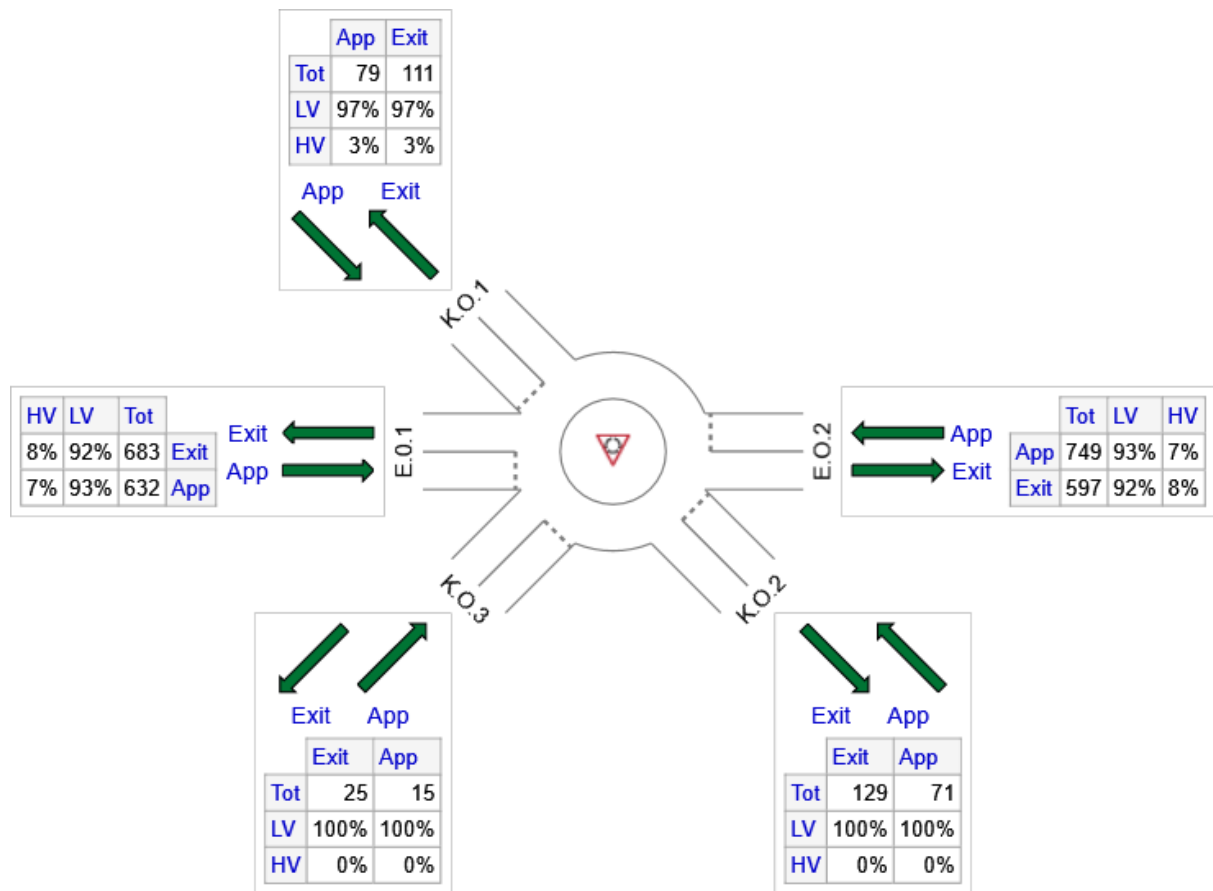 App Exit
Tot 79 111
LV 97% 97%
HV 3% 3%
App Exit
K.O.1
HV LV Tot
8% 92% 683 Exit
7% 93% 632 App
Exit
App
E.0.1
E.O.2
App
Exit
Tot LV HV
App 749 93% 7%
Exit 597 92% 8%
K.O.3
K.O.2
Exit App
Exit App
Tot 25 15
LV 100% 100%
HV 0% 0%
Exit App
Exit App
Tot 129 71
LV 100% 100%
HV 0% 0%